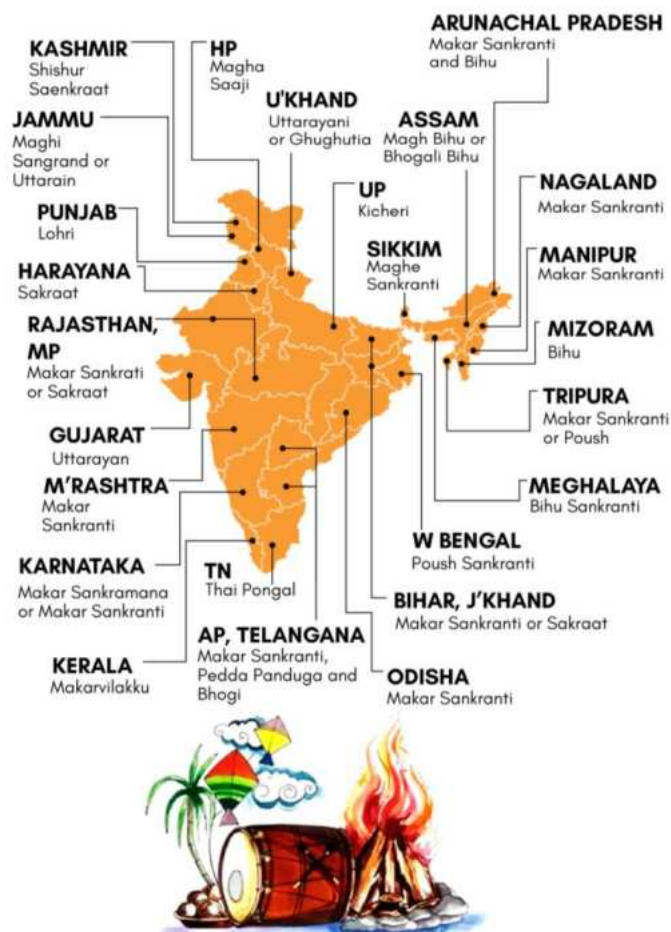 ARUNACHAL PRADESH
Makar Sankranti
and Bihu
KASHMIR
Shishur
Saenkraat
HP
Magha
Saaji
U'KHAND
Uttarayani
or Ghughutia
ASSAM
Magh Bihu or
Bhogali Bihu
JAMMU
Maghi
Sangrand or
Uttarain
UP
Kicheri
NAGALAND
Makar Sankranti
PUNJAB
Lohri
SIKKIM
Maghe
Sankranti
MANIPUR
Makar Sankranti
HARAYANA
Sakraat
RAJASTHAN,
MP
Makar Sankrati
or Sakraat
MIZORAM
Bihu
TRIPURA
Makar Sankranti
or Poush
GUJARAT
Uttarayan
M'RASHTRA
Makar
Sankranti
MEGHALAYA
Bihu Sankranti
W BENGAL
Poush Sankranti
KARNATAKA
Makar Sankramana
or Makar Sankranti
TN
Thai Pongal
BIHAR, J'KHAND
Makar Sankranti or Sakraat
AP, TELANGANA
Makar Sankranti,
Pedda Panduga and
Bhogi
KERALA
Makarvilakku
ODISHA
Makar Sankranti